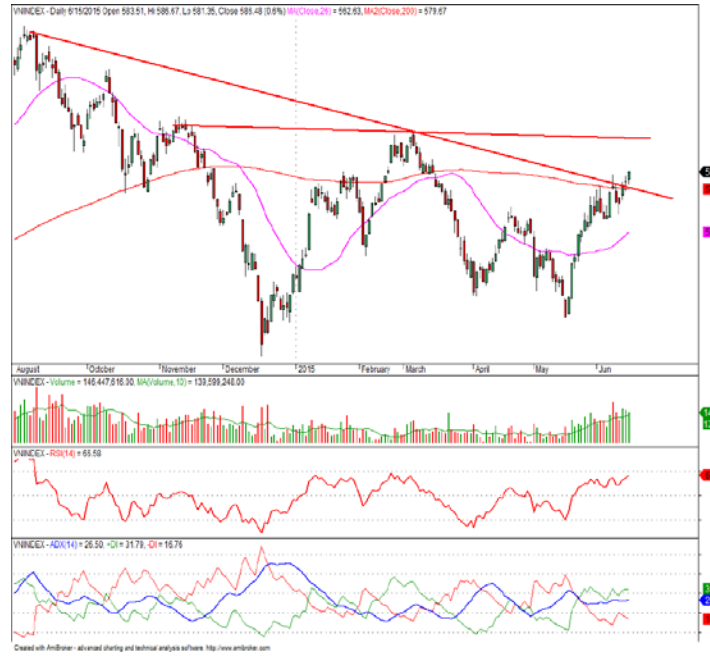 VNINDEX - Daily 6/15/2015 Open 583.51, Hi 586.67, Lo 581.35, Close 585.48 (0.6%) MA(Close,26) = 562.63, MA2(Close,200) = 579.67
August October November December 2015 February March April May Jun
VNINDEX - Volume = 146,447,616.00, MA(Volume,10) = 139,599,248.00
VNINDEX - RSI(14) = 65.58
VNINDEX - ADX(14) = 26.50, +DI = 31.79, -DI = 16.76
Created with AmiBroker - advanced charting and technical analysis software. http://www.amibroker.com